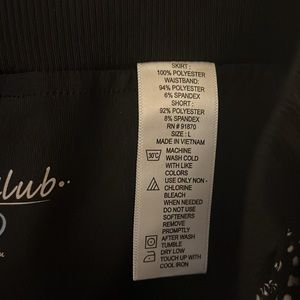 SKIRT:
100% POLYESTER
WAISTBAND:
94% POLYESTER
6% SPANDEX
SHORT:
92% POLYESTER
8% SPANDEX
RN # 91870
SIZE: L
MADE IN VIETNAM
30°C
MACHINE
WASH COLD
WITH LIKE
COLORS
USE ONLY NON-
CHLORINE
BLEACH
WHEN NEEDED
DO NOT USE
SOFTENERS
REMOVE
PROMPTLY
AFTER WASH
TUMBLE
DRY LOW
TOUCH UP WITH
COOL IRON
lub